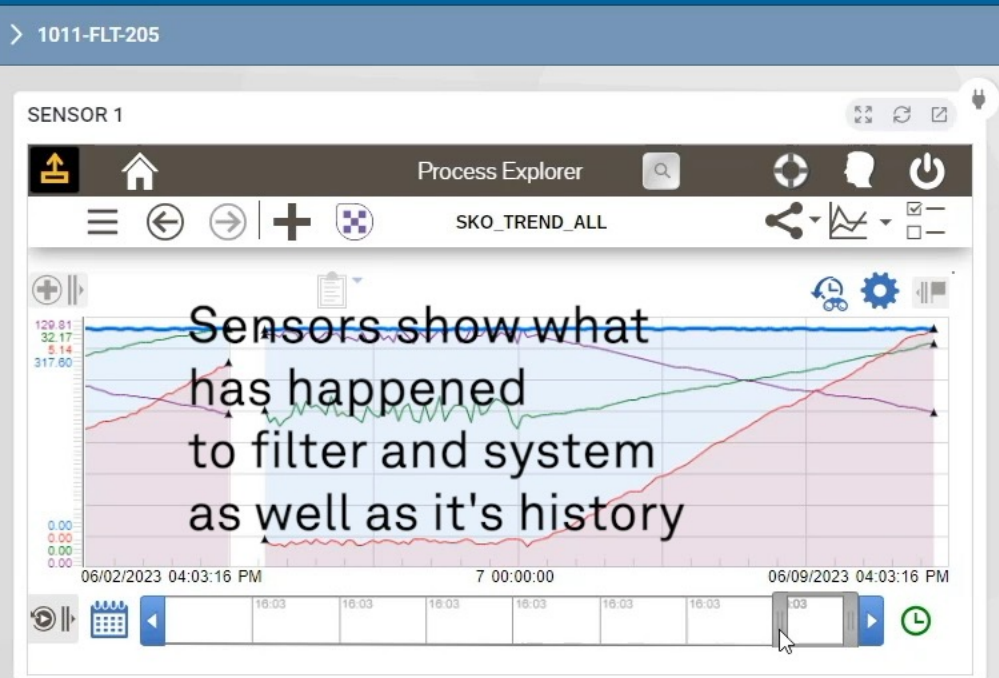 1011-FLT-205
SENSOR 1
Process Explorer
SKO_TREND_ALL
129.81
32.17
5.14
317.60
Sensors show what
has happened
to filter and system
as well as it's history
0.00
0.00
0.00
0.00
06/02/2023 04:03:16 PM 7 00:00:00 06/09/2023 04:03:16 PM
16:03 16:03 16:03 16:03 16:03 16:03 :03